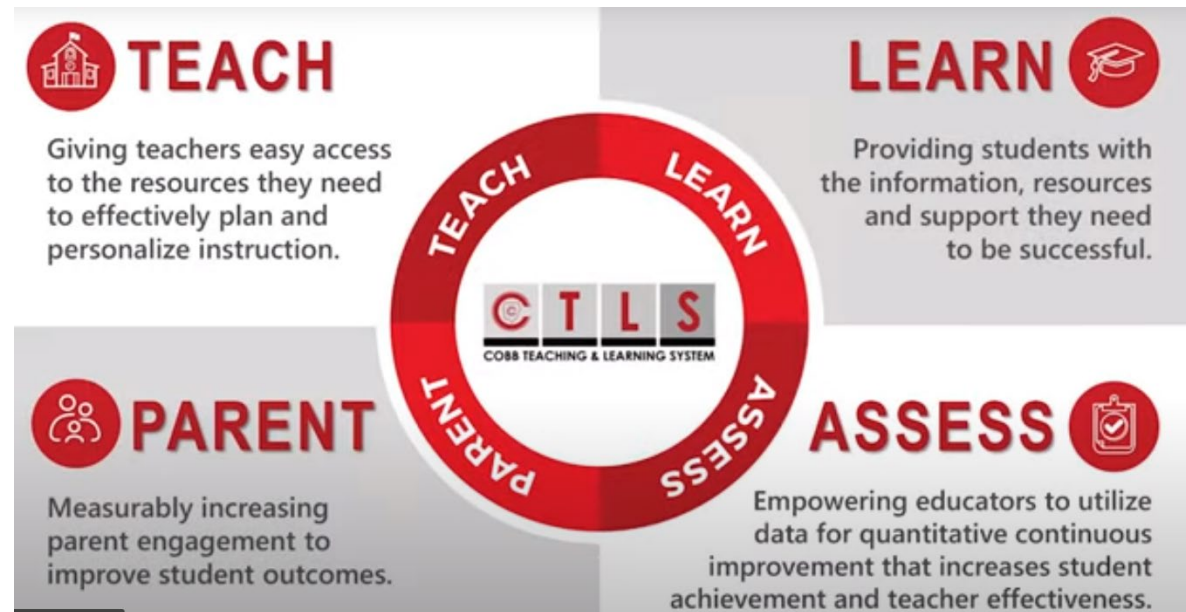 TEACH
Giving teachers easy access
to the resources they need
to effectively plan and
personalize instruction.
LEARN
Providing students with
the information, resources
and support they need
to be successful.
TEACH
LEARN
C T L S
COBB TEACHING & LEARNING SYSTEM
PARENT
ASSESS
PARENT
Measurably increasing
parent engagement to
improve student outcomes.
ASSESS
Empowering educators to utilize
data for quantitative continuous
improvement that increases student
achievement and teacher effectiveness.